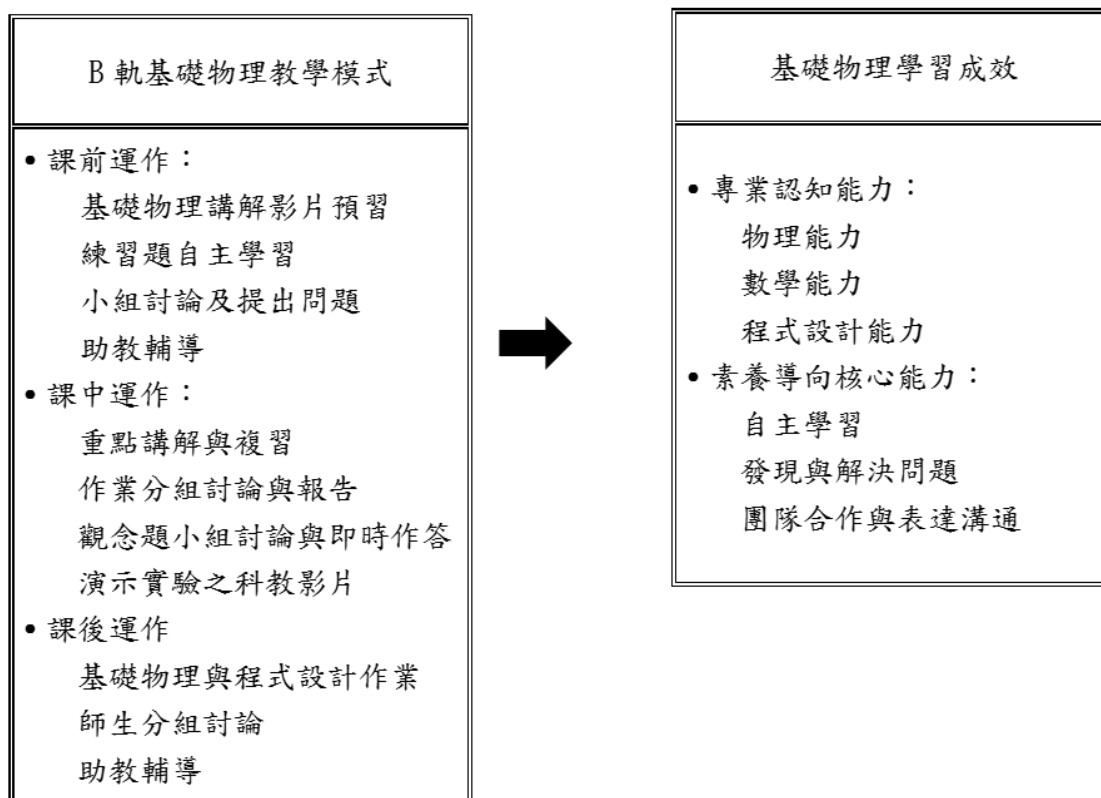 B 軌基礎物理教學模式
• 課前運作：
基礎物理講解影片預習
練習題自主學習
小組討論及提出問題
助教輔導
• 課中運作：
重點講解與複習
作業分組討論與報告
觀念題小組討論與即時作答
演示實驗之科教影片
• 課後運作
基礎物理與程式設計作業
師生分組討論
助教輔導
基礎物理學習成效
• 專業認知能力：
物理能力
數學能力
程式設計能力
• 素養導向核心能力：
自主學習
發現與解決問題
團隊合作與表達溝通